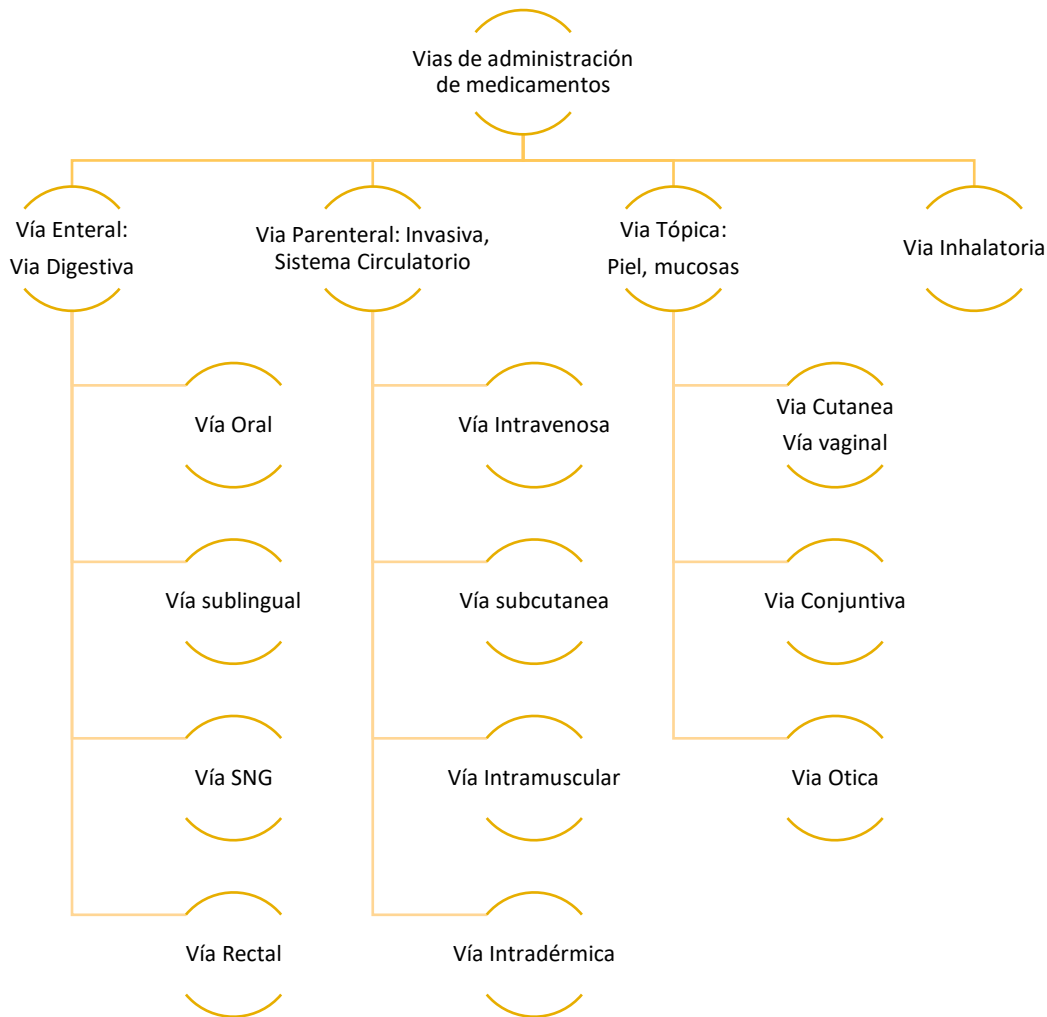 Vias de administración
de medicamentos
Vía Enteral:
Via Digestiva
Via Parenteral: Invasiva,
Sistema Circulatorio
Via Tópica:
Piel, mucosas
Via Inhalatoria
Vía Oral
Vía sublingual
Vía SNG
Vía Rectal
Vía Intravenosa
Vía subcutanea
Vía Intramuscular
Vía Intradérmica
Via Cutanea
Vía vaginal
Via Conjuntiva
Via Otica